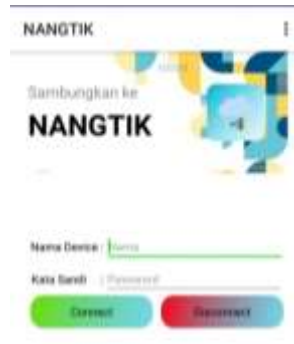 NANGTIK
Sambungkan ke
NANGTIK
Nama Device :
Kata Sandi : Password
Connect
Disconnect